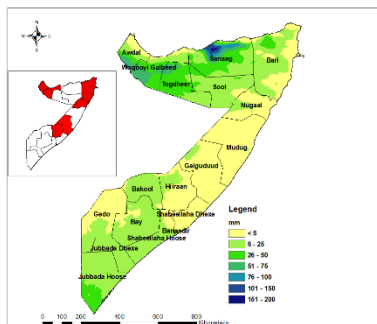 Awdal
Woqooyi Galbeed
Sanaag
Bari
Togdheer
Sool
Nugaal
Mudug
Galguduud
Bakool
Hiiraan
Gedo
Bay
Shabeellaha Dhexe
Banaadir
Shabeellaha Hoose
Jubbada Dhexe
Jubbada Hoose
Legend
mm
< 5
6 - 25
26 - 50
51 - 75
76 - 100
101 - 150
161 - 200
0 100 200 400 600 800
Kilometers